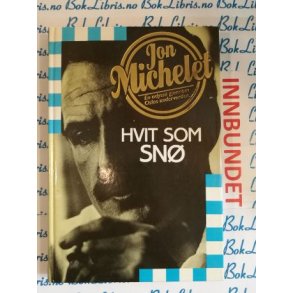 Jon
Michelet
HVIT SOM
SNØ
INNBUNDET
BokLibris.no